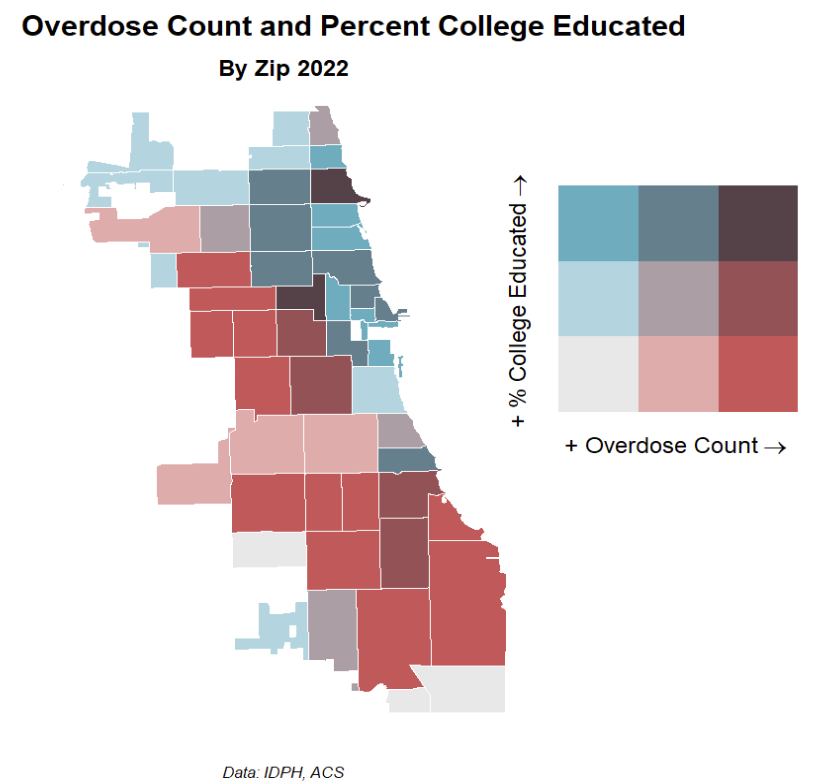 Overdose Count and Percent College Educated
By Zip 2022
+ % College Educated →
+ Overdose Count →
Data: IDPH, ACS